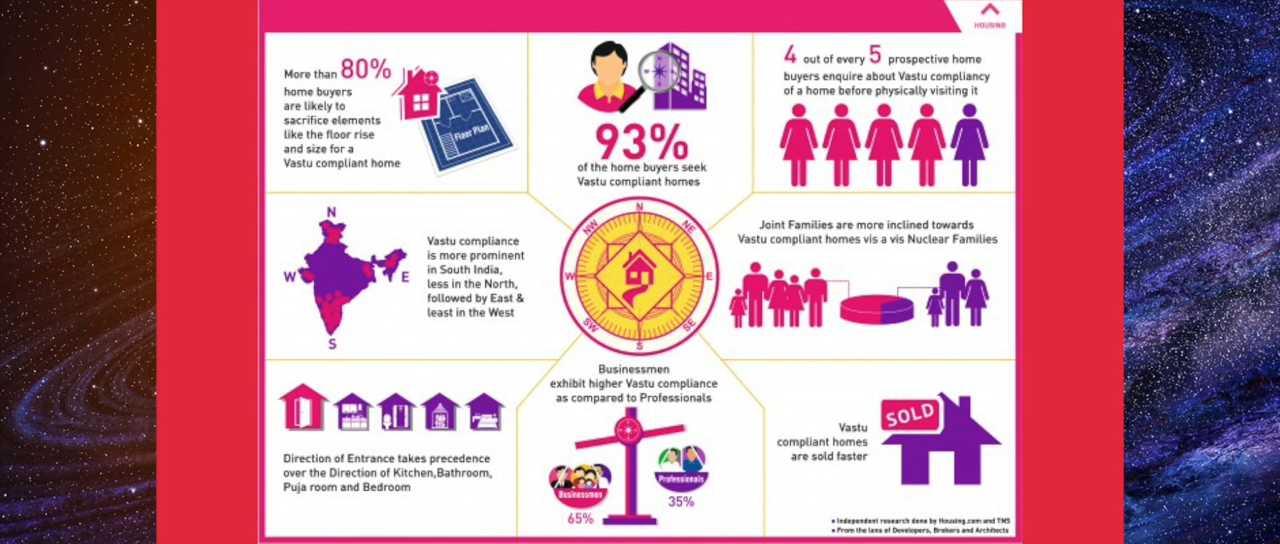 HOUSING
More than 80%
home buyers
are likely to
sacrifice elements
like the floor rise
and size for a
Vastu compliant home
Floor Plan
93%
of the home buyers seek
Vastu compliant homes
4 out of every 5 prospective home
buyers enquire about Vastu compliancy
of a home before physically visiting it
N
W
E
S
Vastu compliance
is more prominent
in South India,
less in the North,
followed by East &
least in the West
N
NW
NE
W
E
SW
SE
S
Joint Families are more inclined towards
Vastu compliant homes vis a vis Nuclear Families
Direction of Entrance takes precedence
over the Direction of Kitchen,Bathroom,
Puja room and Bedroom
Businessmen
exhibit higher Vastu compliance
as compared to Professionals
Businessmen
65%
Professionals
35%
Vastu
compliant homes
are sold faster
SOLD
• Independent research done by Housing.com and TNS
• From the lens of Developers, Brokers and Architects